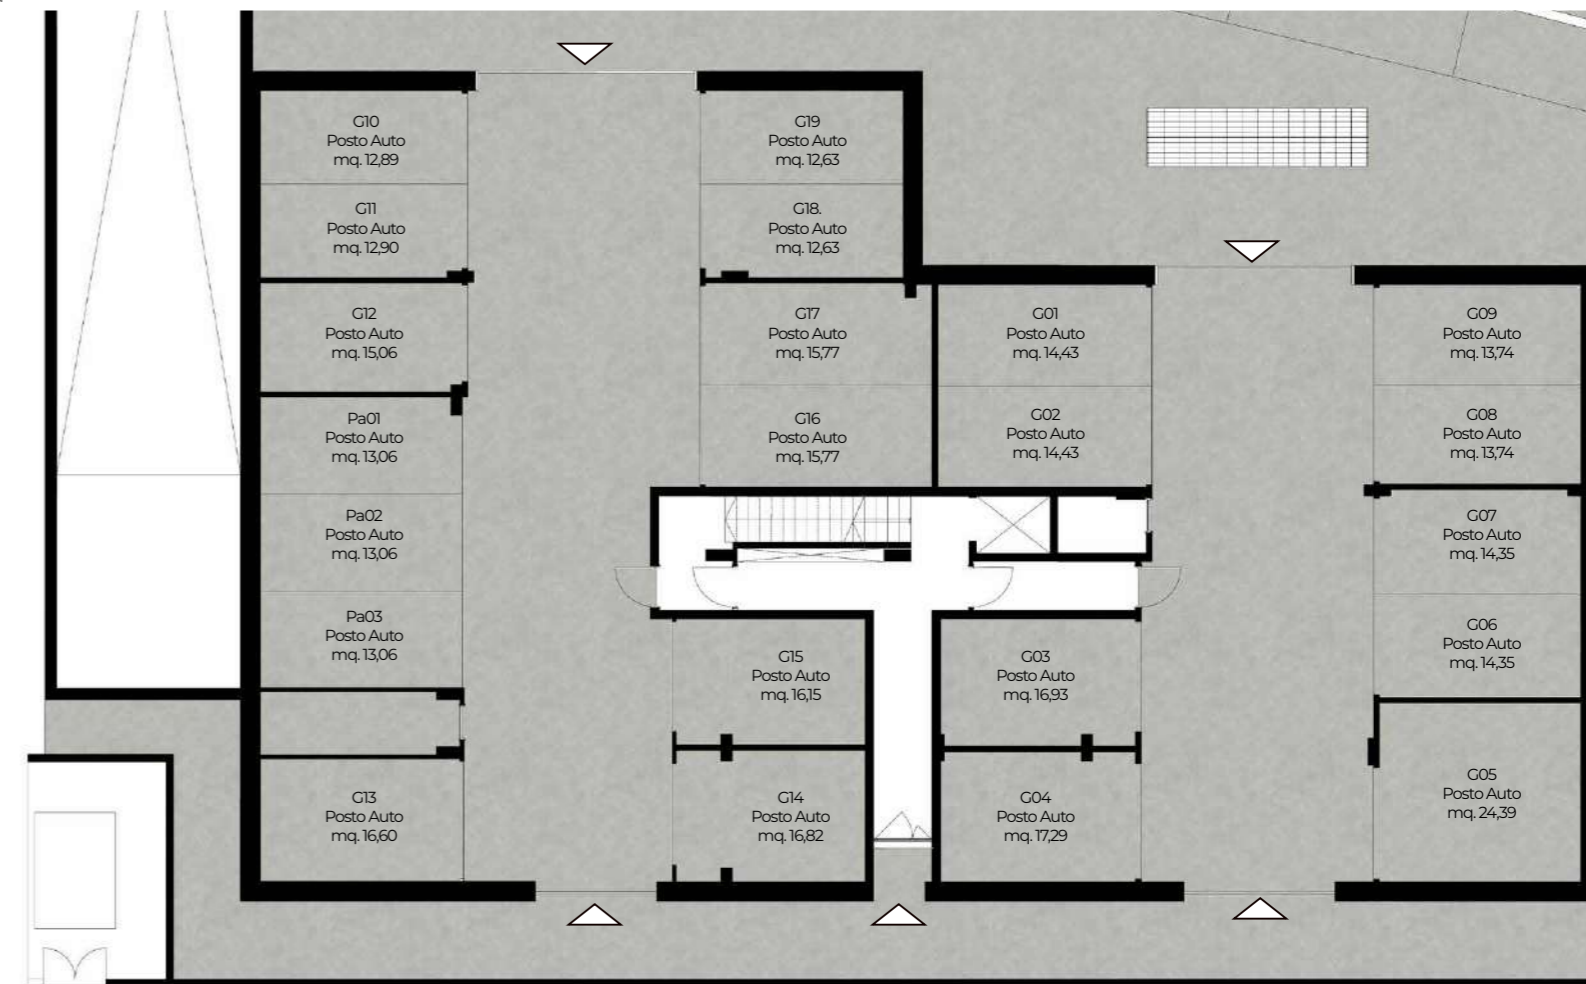 G10
Posto Auto
mq. 12,89
G19
Posto Auto
mq. 12,63
G11
Posto Auto
mq. 12,90
G18.
Posto Auto
mq. 12,63
G12
Posto Auto
mq. 15,06
G17
Posto Auto
mq. 15,77
G01
Posto Auto
mq. 14,43
G09
Posto Auto
mq. 13,74
Pa01
Posto Auto
mq. 13,06
G16
Posto Auto
mq. 15,77
G02
Posto Auto
mq. 14,43
G08
Posto Auto
mq. 13,74
Pa02
Posto Auto
mq. 13,06
G07
Posto Auto
mq. 14,35
Pa03
Posto Auto
mq. 13,06
G06
Posto Auto
mq. 14,35
G15
Posto Auto
mq. 16,15
G03
Posto Auto
mq. 16,93
G13
Posto Auto
mq. 16,60
G14
Posto Auto
mq. 16,82
G04
Posto Auto
mq. 17,29
G05
Posto Auto
mq. 24,39